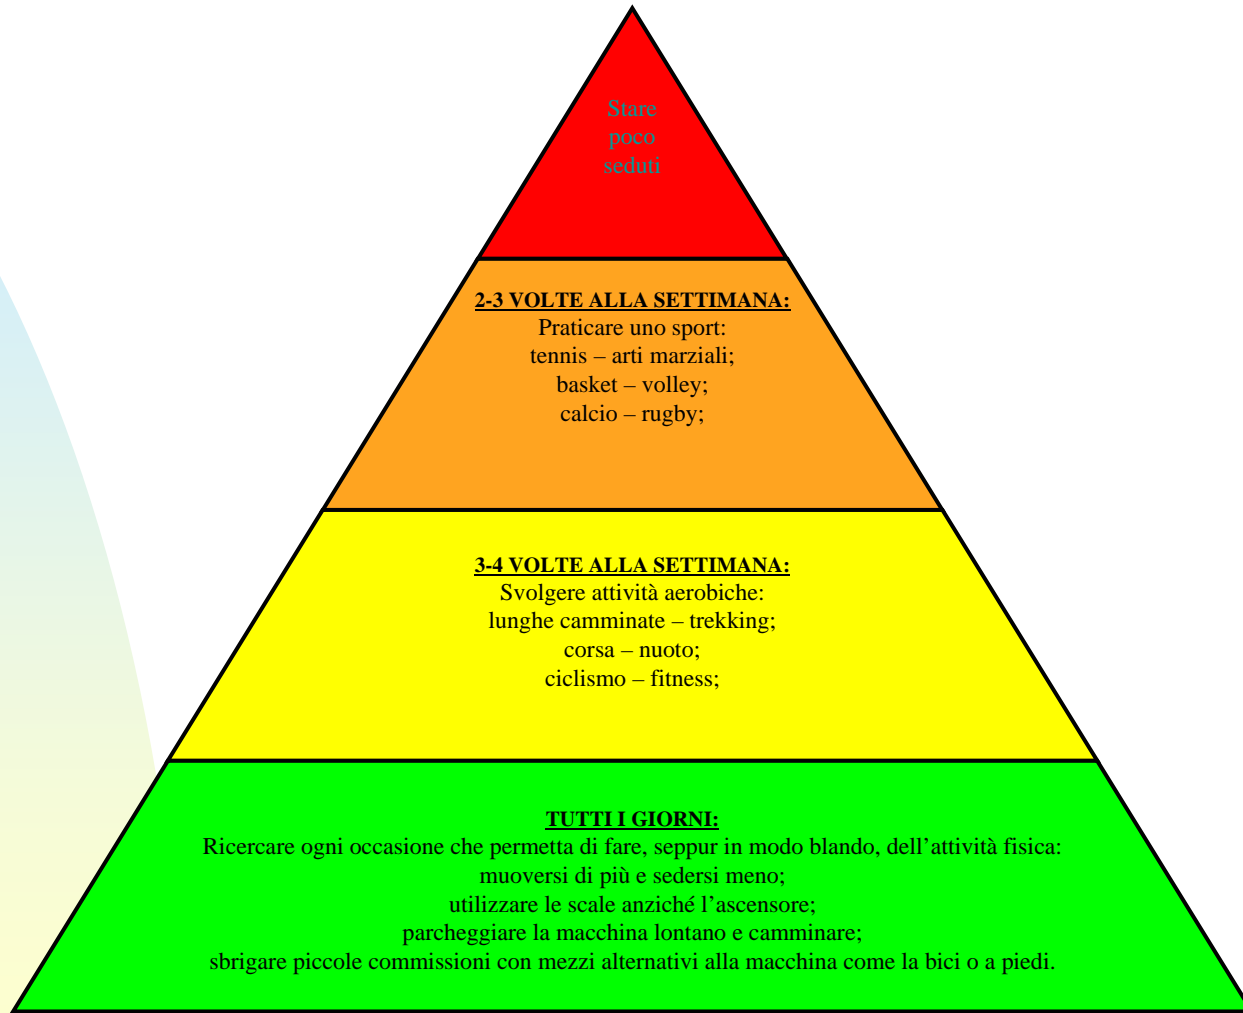 Stare
poco
seduti
2-3 VOLTE ALLA SETTIMANA:
Praticare uno sport:
tennis – arti marziali;
basket – volley;
calcio – rugby;
3-4 VOLTE ALLA SETTIMANA:
Svolgere attività aerobiche:
lunghe camminate – trekking;
corsa – nuoto;
ciclismo – fitness;
TUTTI I GIORNI:
Ricercare ogni occasione che permetta di fare, seppur in modo blando, dell’attività fisica:
muoversi di più e sedersi meno;
utilizzare le scale anziché l’ascensore;
parcheggiare la macchina lontano e camminare;
sbrigare piccole commissioni con mezzi alternativi alla macchina come la bici o a piedi.